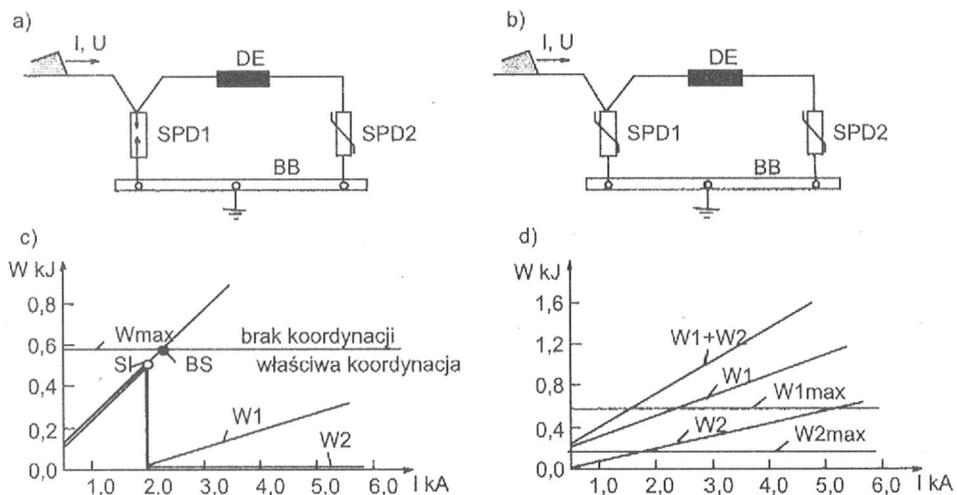 a)
I, U
DE
SPD1
SPD2
BB
b)
I, U
DE
SPD1
SPD2
BB
c)
W kJ
0,8
0,6
0,4
0,2
0,0
Wmax
brak koordynacji
SI
BS
właściwa koordynacja
W1
W2
1,0 2,0 3,0 4,0 5,0 6,0 I kA
d)
W kJ
1,6
1,2
0,8
0,4
0,0
W1+W2
W1
W1max
W2
W2max
1,0 2,0 3,0 4,0 5,0 6,0 I kA